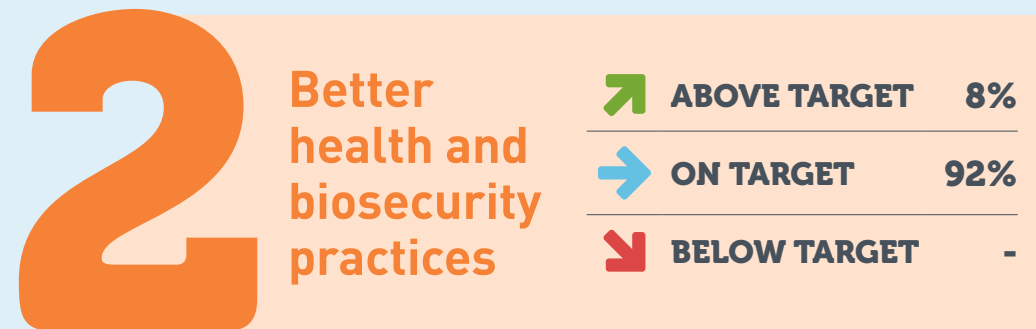 2
Better
health and
biosecurity
practices
ABOVE TARGET 8%
ON TARGET 92%
BELOW TARGET -